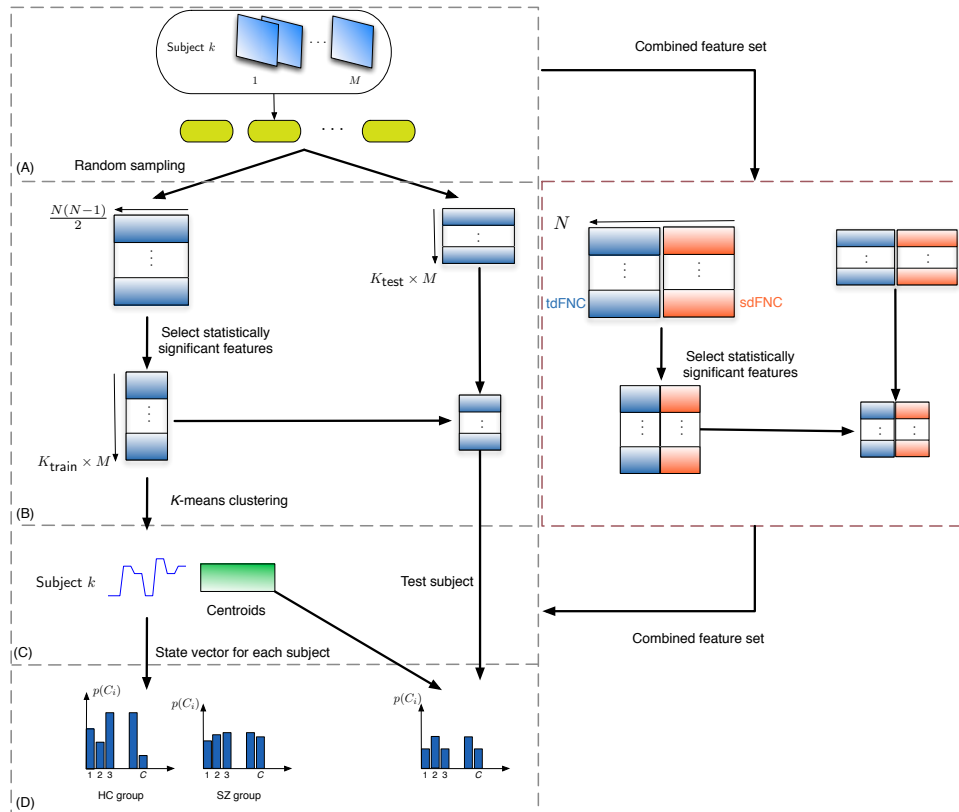 Subject k
· · ·
1
M
· · ·
(A)
Random sampling
Combined feature set
N(N−1)
2
⋮
⋮
K_test × M
Select statistically
significant features
⋮
⋮
K_train × M
K-means clustering
(B)
N
⋮
⋮
⋮
⋮
tdFNC
sdFNC
Select statistically
significant features
⋮
⋮
⋮
⋮
Subject k
Centroids
Test subject
Combined feature set
(C)
State vector for each subject
p(C_i)
1 2 3 C
HC group
p(C_i)
1 2 3 C
SZ group
p(C_i)
1 2 3 C
(D)